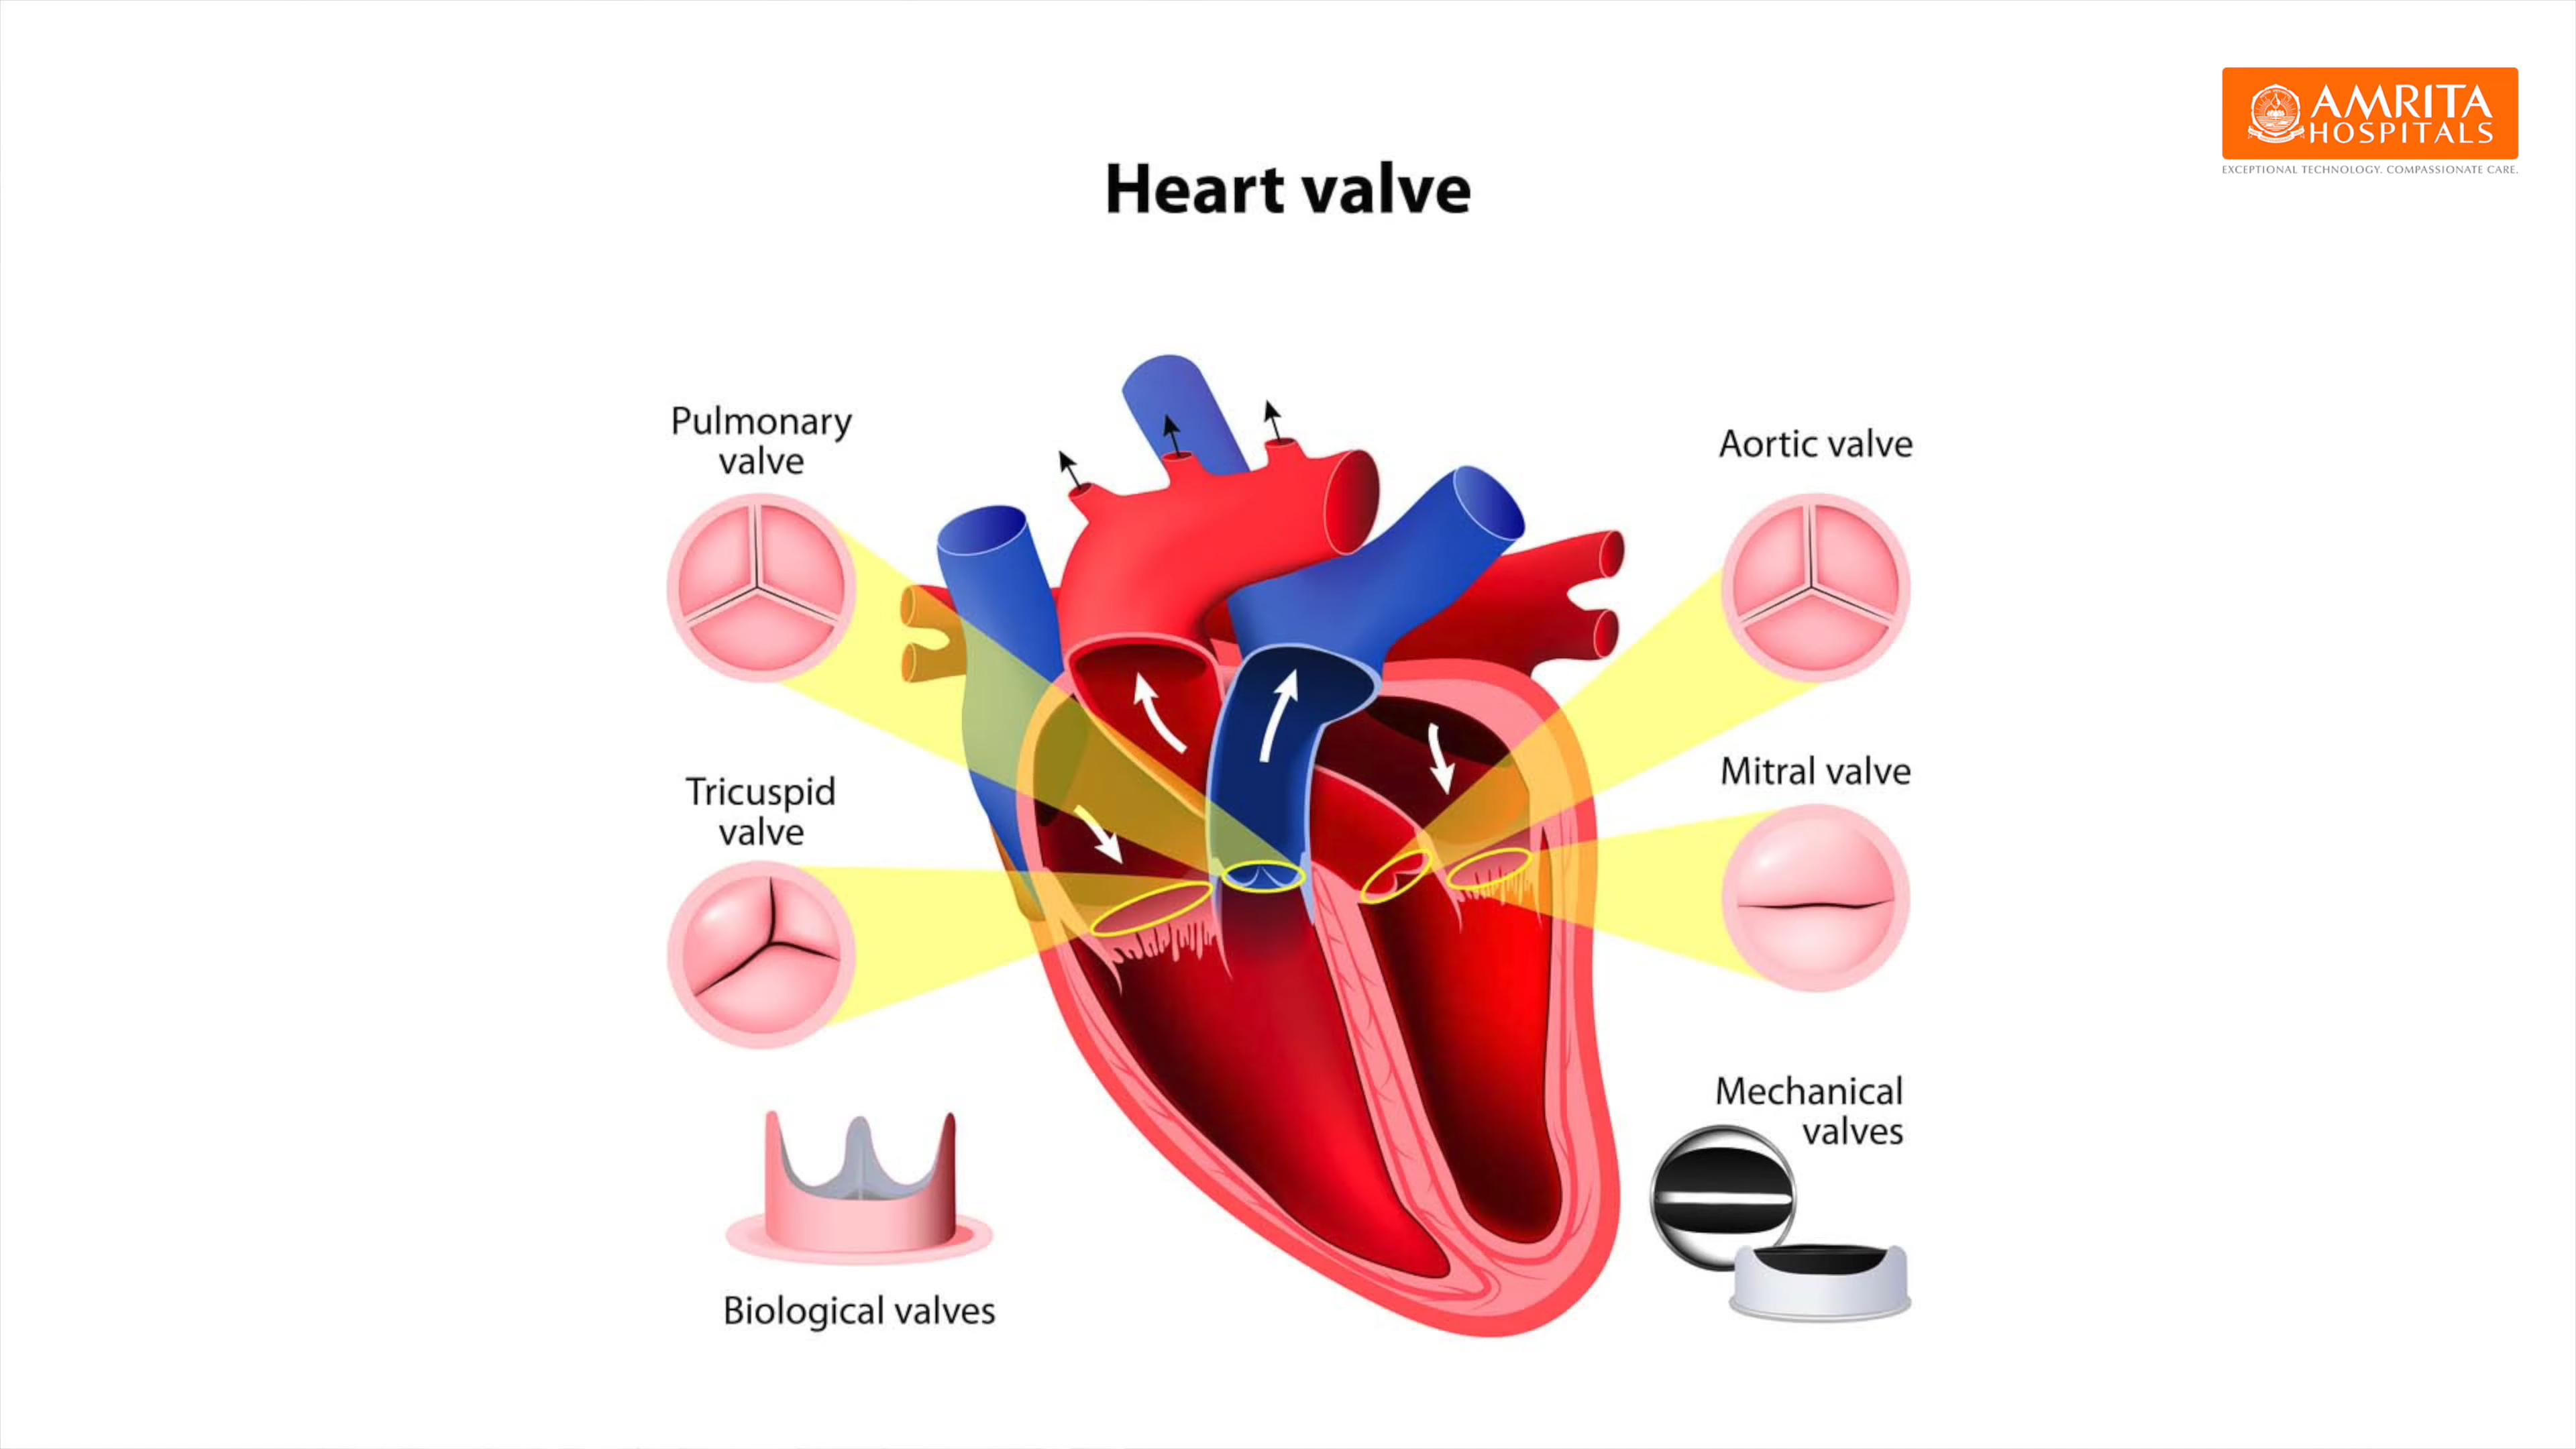 AMRITA
HOSPITALS
EXCEPTIONAL TECHNOLOGY. COMPASSIONATE CARE.
Heart valve
Pulmonary
valve
Aortic valve
Tricuspid
valve
Mitral valve
Mechanical
valves
Biological valves